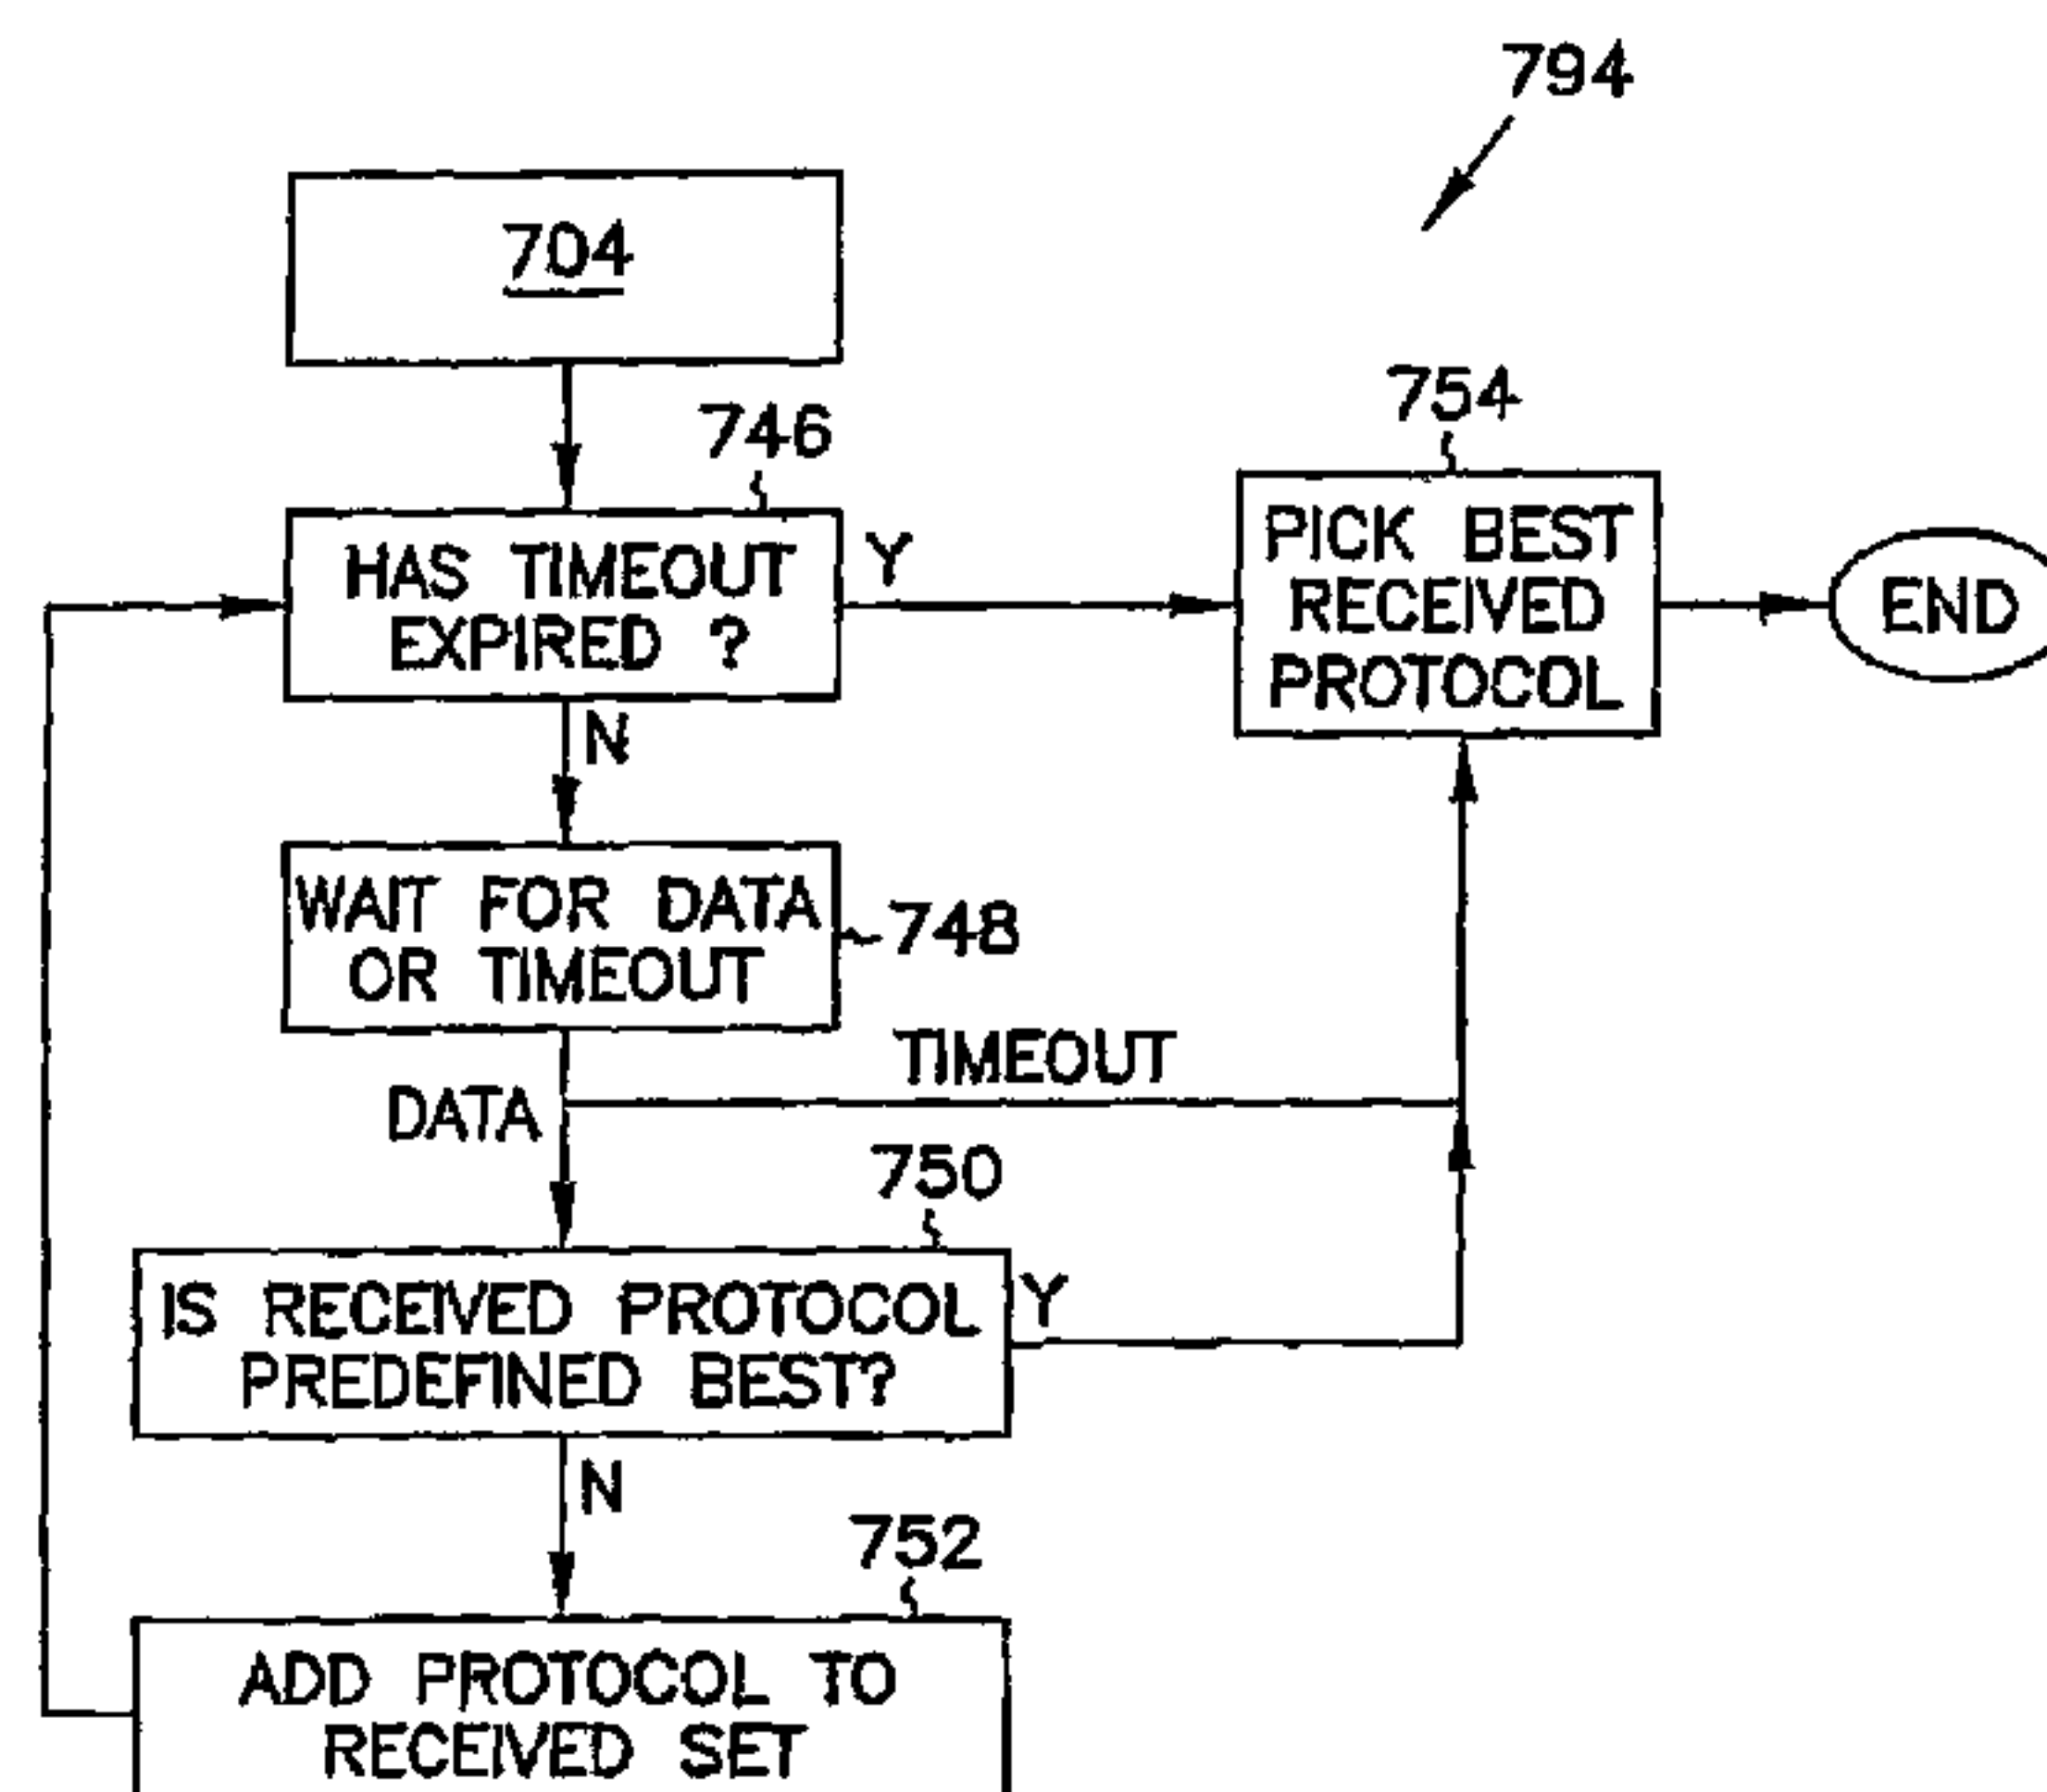 794
704
746
HAS TIMEOUT
EXPIRED ?
Y
N
754
PICK BEST
RECEIVED
PROTOCOL
END
WAIT FOR DATA
OR TIMEOUT
748
TIMEOUT
DATA
750
IS RECEIVED PROTOCOL
PREDEFINED BEST?
Y
N
752
ADD PROTOCOL TO
RECEIVED SET